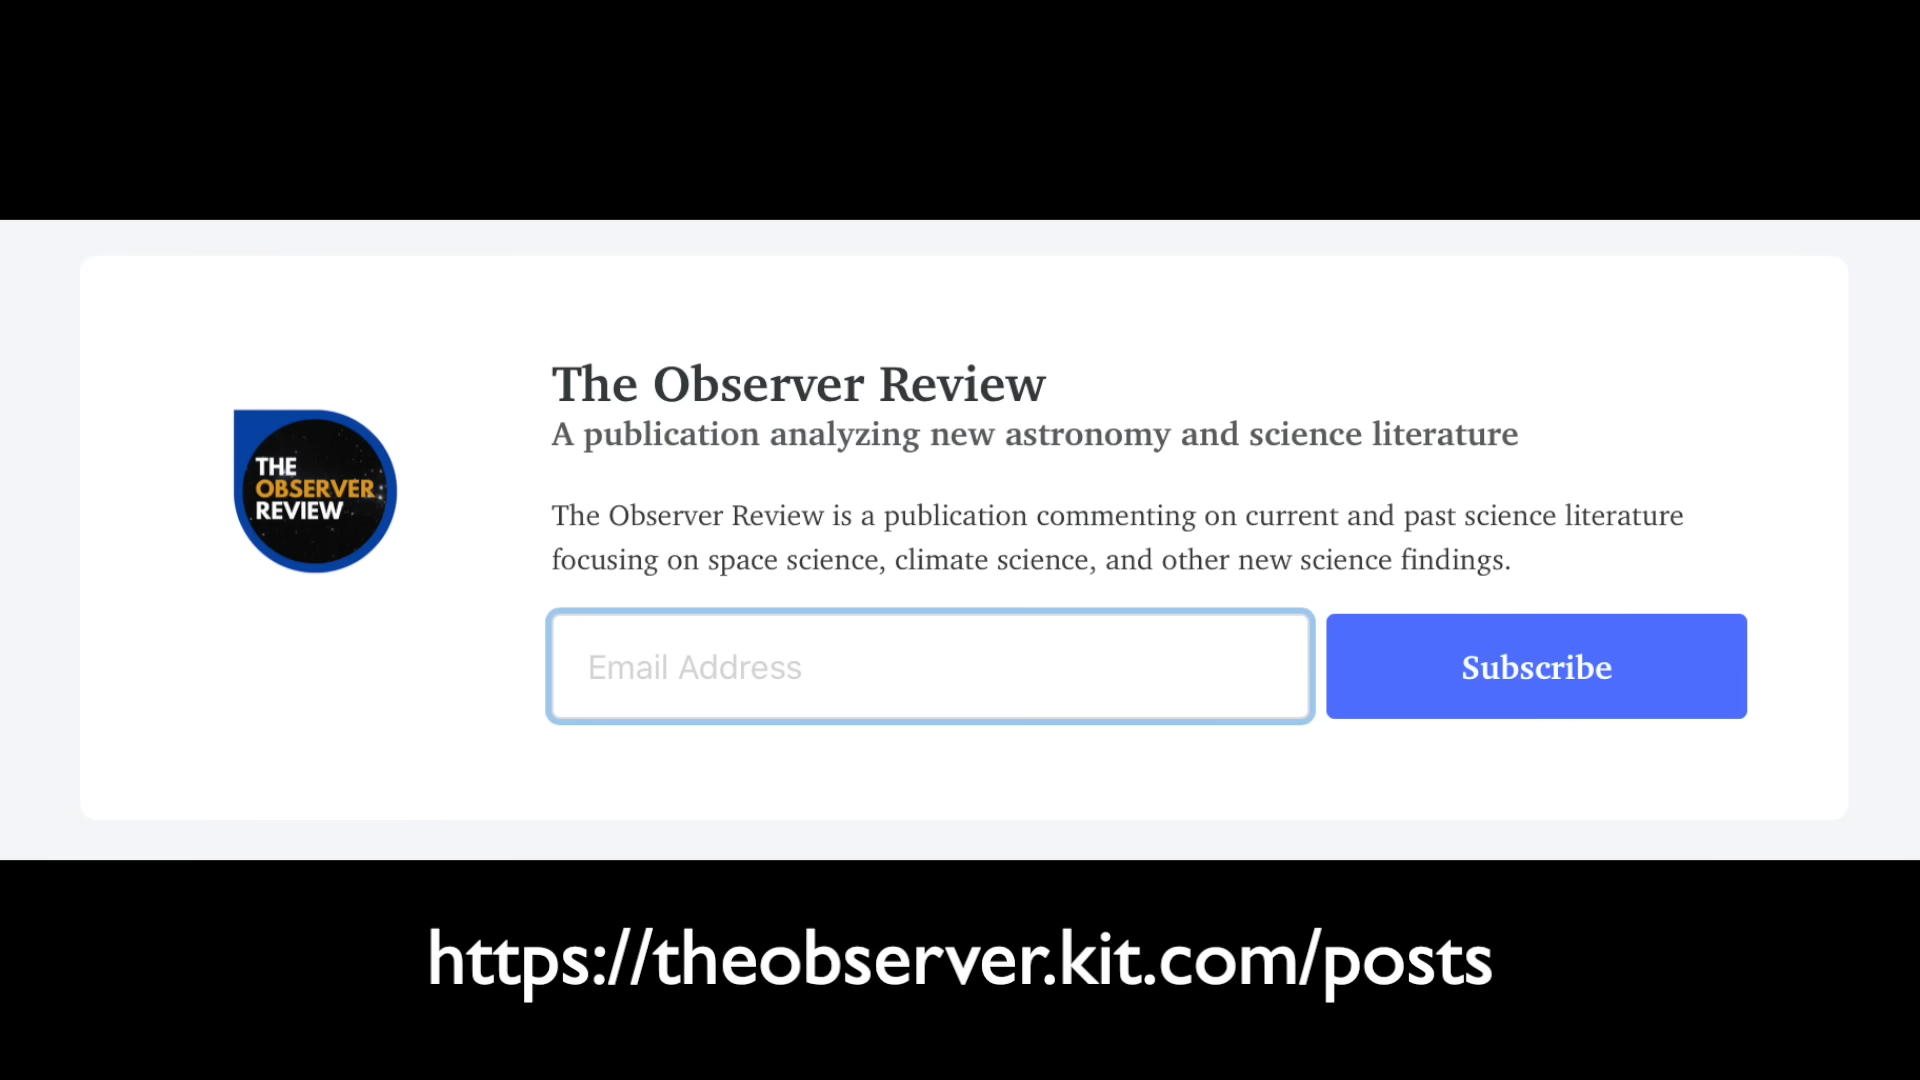 The Observer Review
A publication analyzing new astronomy and science literature
THE
OBSERVER
REVIEW
The Observer Review is a publication commenting on current and past science literature
focusing on space science, climate science, and other new science findings.
Email Address
Subscribe
https://theobserver.kit.com/posts